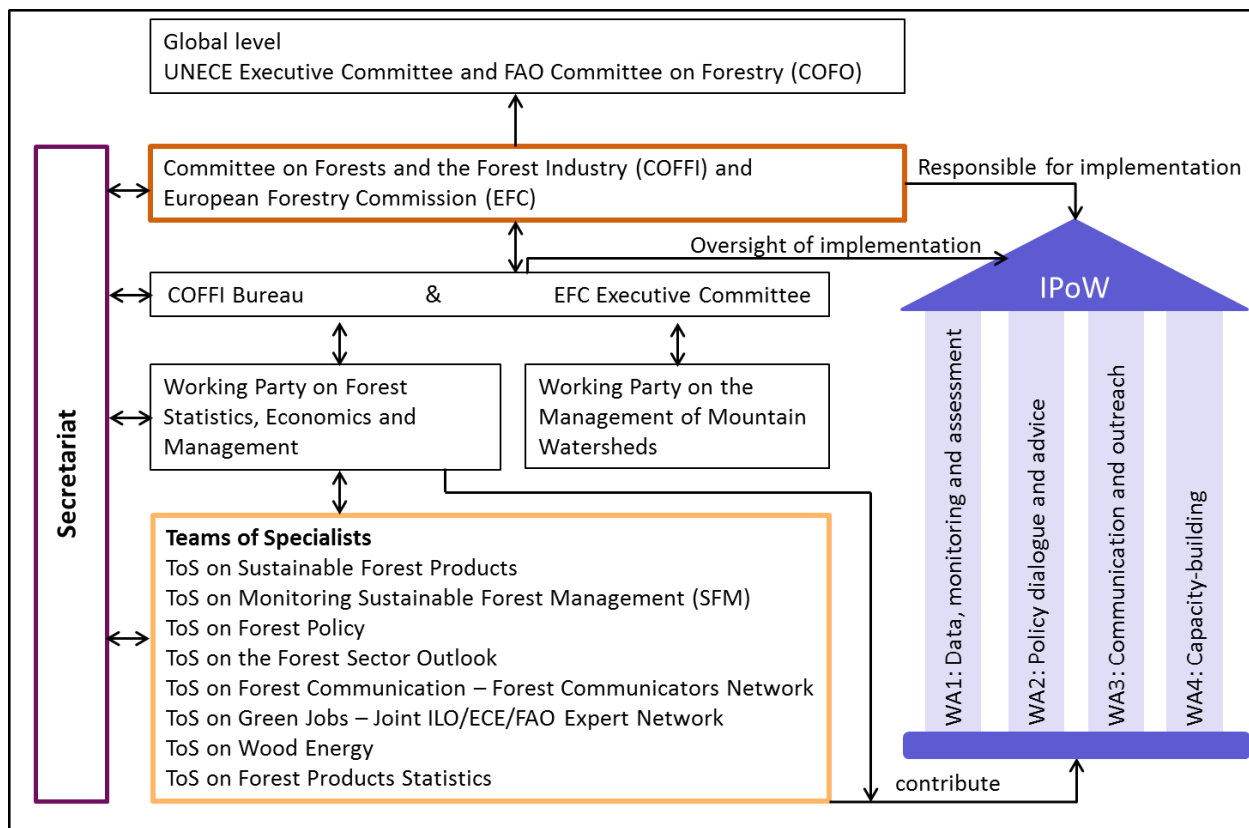 Global level
UNECE Executive Committee and FAO Committee on Forestry (COFO)
Committee on Forests and the Forest Industry (COFFI) and
European Forestry Commission (EFC)
Responsible for implementation
Oversight of implementation
COFFI Bureau & EFC Executive Committee
IPoW
Working Party on Forest
Statistics, Economics and
Management
Working Party on the
Management of Mountain
Watersheds
Secretariat
Teams of Specialists
ToS on Sustainable Forest Products
ToS on Monitoring Sustainable Forest Management (SFM)
ToS on Forest Policy
ToS on the Forest Sector Outlook
ToS on Forest Communication – Forest Communicators Network
ToS on Green Jobs – Joint ILO/ECE/FAO Expert Network
ToS on Wood Energy
ToS on Forest Products Statistics
WA1: Data, monitoring and assessment
WA2: Policy dialogue and advice
WA3: Communication and outreach
WA4: Capacity-building
contribute